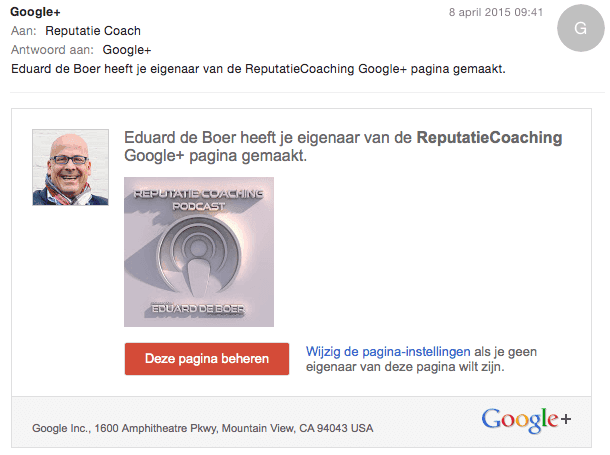 Google+
8 april 2015 09:41
G
Aan: Reputatie Coach
Antwoord aan: Google+
Eduard de Boer heeft je eigenaar van de ReputatieCoaching Google+ pagina gemaakt.
Eduard de Boer heeft je eigenaar van de ReputatieCoaching
Google+ pagina gemaakt.
REPUTATIE COACHING
PODCAST
EDUARD DE BOER
Deze pagina beheren
Wijzig de pagina-instellingen als je geen
eigenaar van deze pagina wilt zijn.
Google Inc., 1600 Amphitheatre Pkwy, Mountain View, CA 94043 USA
Google+